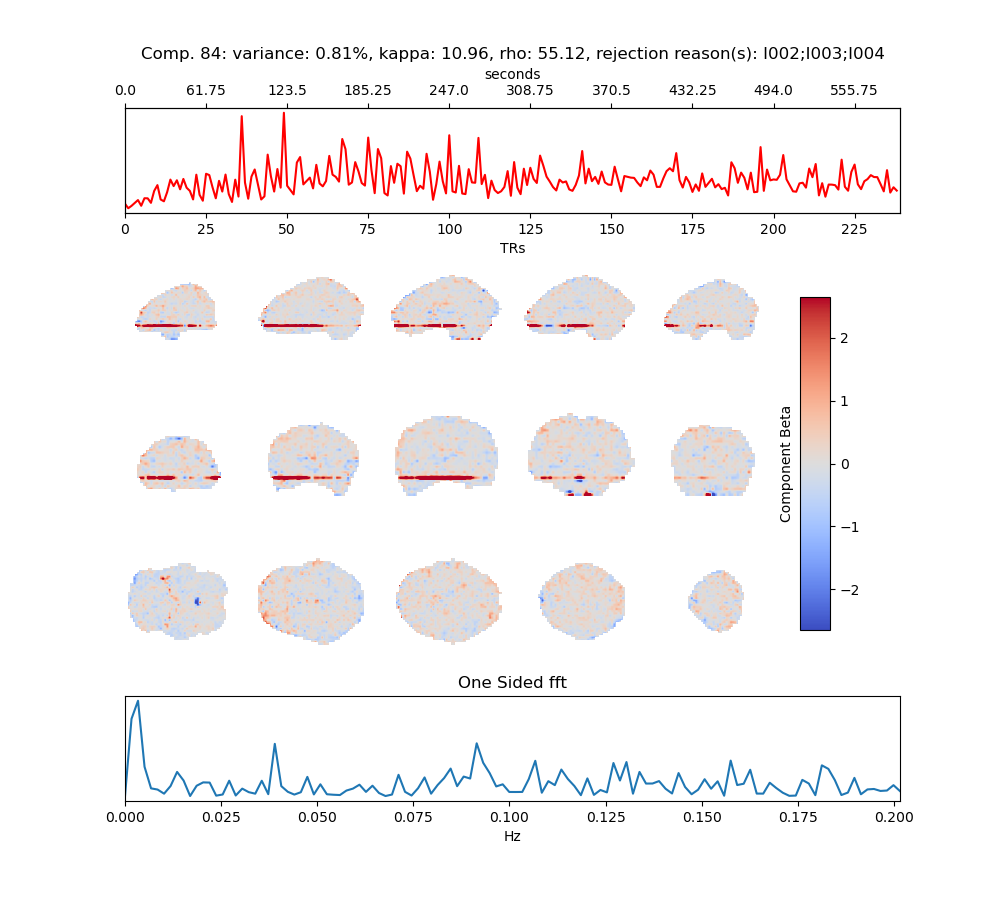 Comp. 84: variance: 0.81%, kappa: 10.96, rho: 55.12, rejection reason(s): I002;I003;I004
seconds
0.0 61.75 123.5 185.25 247.0 308.75 370.5 432.25 494.0 555.75
0 25 50 75 100 125 150 175 200 225
TRs
2
1
0
−1
−2
Component Beta
One Sided fft
0.000 0.025 0.050 0.075 0.100 0.125 0.150 0.175 0.200
Hz